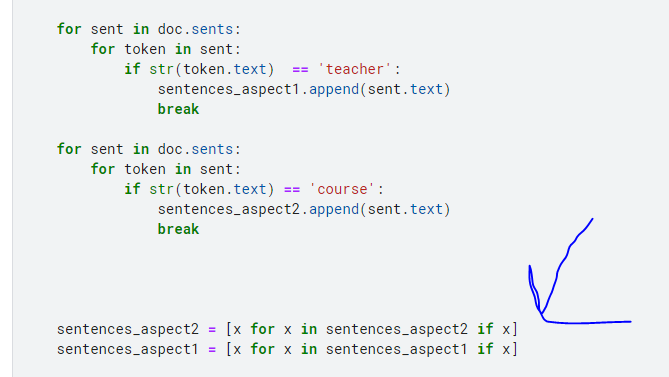 for sent in doc.sents:
    for token in sent:
        if str(token.text)  == 'teacher':
            sentences_aspect1.append(sent.text)
            break
for sent in doc.sents:
    for token in sent:
        if str(token.text) == 'course':
            sentences_aspect2.append(sent.text)
            break
sentences_aspect2 = [x for x in sentences_aspect2 if x]
sentences_aspect1 = [x for x in sentences_aspect1 if x]